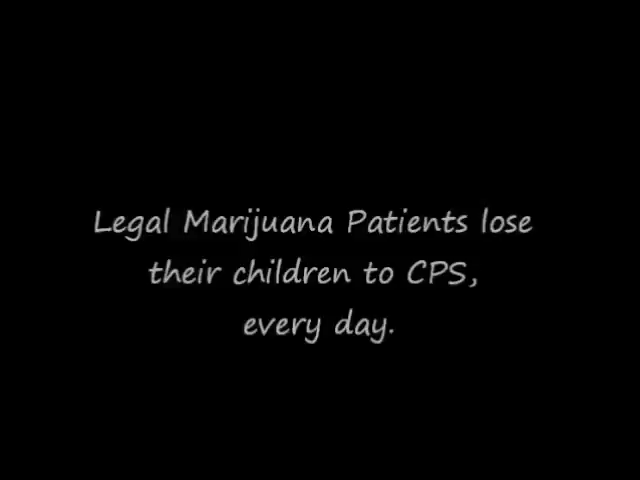 Legal Marijuana Patients lose
their children to CPS,
every day.